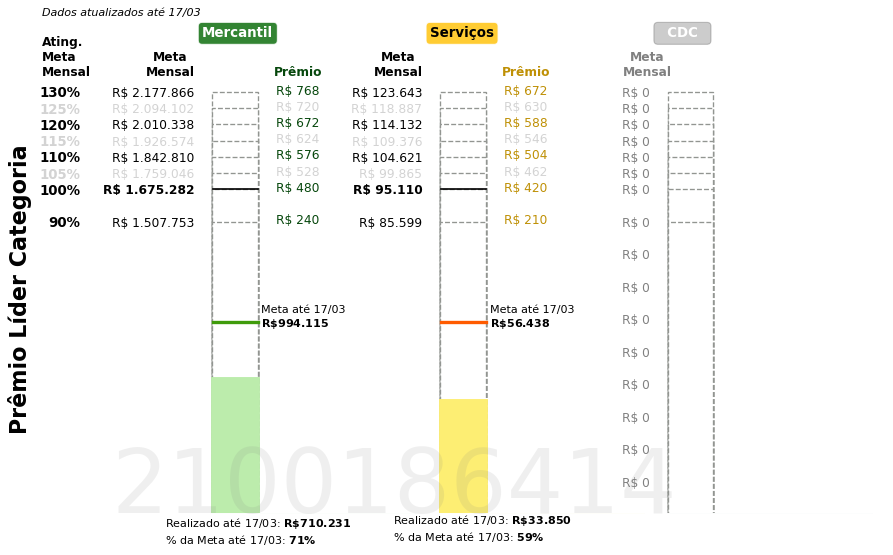 Dados atualizados até 17/03
Mercantil
Serviços
CDC
Ating.
Meta
Mensal
Meta
Mensal
Prêmio
Meta
Mensal
Prêmio
Meta
Mensal
130% R$ 2.177.866 R$ 768 R$ 123.643 R$ 672 R$ 0
125% R$ 2.094.102 R$ 720 R$ 118.887 R$ 630 R$ 0
120% R$ 2.010.338 R$ 672 R$ 114.132 R$ 588 R$ 0
115% R$ 1.926.574 R$ 624 R$ 109.376 R$ 546 R$ 0
110% R$ 1.842.810 R$ 576 R$ 104.621 R$ 504 R$ 0
105% R$ 1.759.046 R$ 528 R$ 99.865 R$ 462 R$ 0
100% R$ 1.675.282 R$ 480 R$ 95.110 R$ 420 R$ 0
90% R$ 1.507.753 R$ 240 R$ 85.599 R$ 210 R$ 0
R$ 0
R$ 0
R$ 0
R$ 0
R$ 0
R$ 0
R$ 0
R$ 0
Meta até 17/03
R$994.115
Meta até 17/03
R$56.438
Prêmio Líder Categoria
2100186414
Realizado até 17/03: R$710.231
% da Meta até 17/03: 71%
Realizado até 17/03: R$33.850
% da Meta até 17/03: 59%